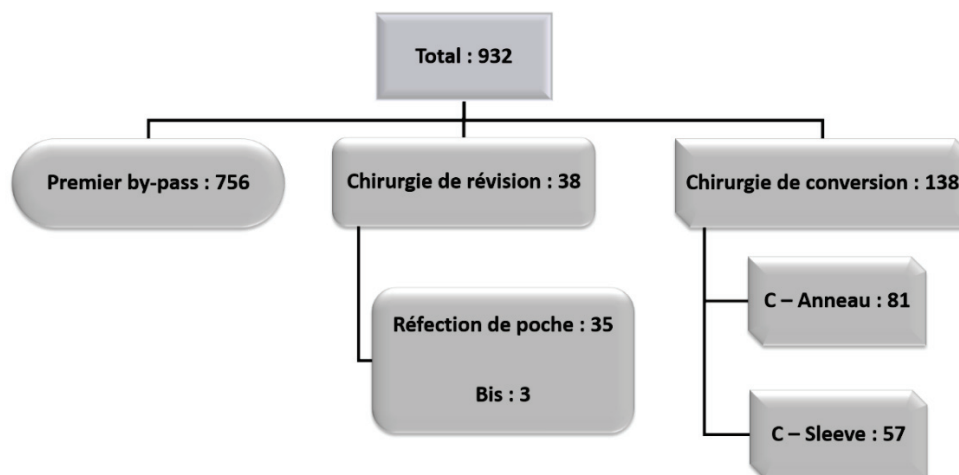 Total : 932
Premier by-pass : 756
Chirurgie de révision : 38
Chirurgie de conversion : 138
Réfection de poche : 35
Bis : 3
C – Anneau : 81
C – Sleeve : 57